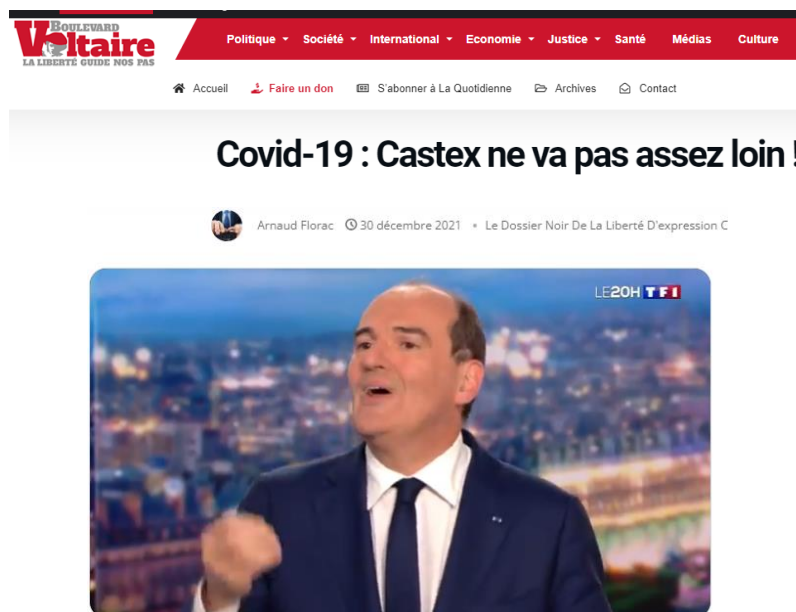 BOULEVARD
Voltaire
LA LIBERTÉ GUIDE NOS PAS
Politique Société International Economie Justice Santé Médias Culture
Accueil Faire un don S'abonner à La Quotidienne Archives Contact
Covid-19 : Castex ne va pas assez loin !
Arnaud Florac 30 décembre 2021 • Le Dossier Noir De La Liberté D'expression C
LE20H TF1